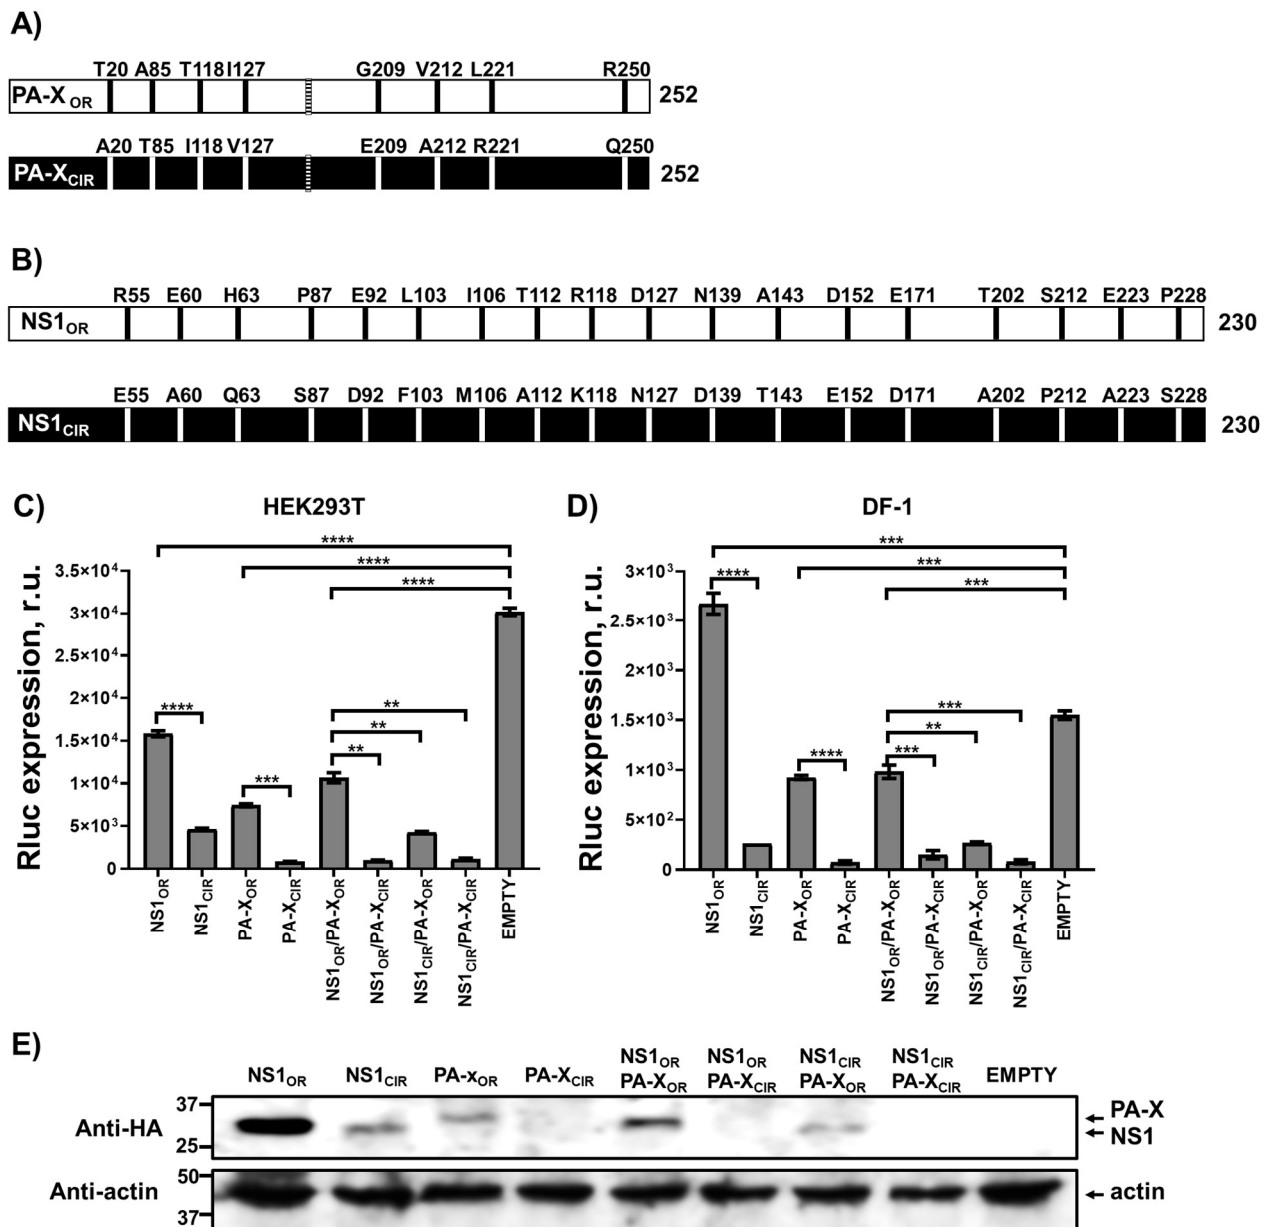 A)
T20 A85 T118 I127 G209 V212 L221 R250
PA-X OR 252
A20 T85 I118 V127 E209 A212 R221 Q250
PA-XCIR 252
B)
R55 E60 H63 P87 E92 L103 I106 T112 R118 D127 N139 A143 D152 E171 T202 S212 E223 P228
NS1OR 230
E55 A60 Q63 S87 D92 F103 M106 A112 K118 N127 D139 T143 E152 D171 A202 P212 A223 S228
NS1CIR 230
C) HEK293T
****
****
****
3.5×10⁴
3×10⁴
2.5×10⁴
2×10⁴
1.5×10⁴
1×10⁴
5×10³
0
Rluc expression, r.u.
****
***
**
**
**
NS1OR
NS1CIR
PA-XOR
PA-XCIR
NS1OR/PA-XOR
NS1OR/PA-XCIR
NS1CIR/PA-XOR
NS1CIR/PA-XCIR
EMPTY
D) DF-1
***
***
***
3×10³
2.5×10³
2×10³
1.5×10³
1×10³
5×10²
0
Rluc expression, r.u.
****
****
***
**
***
NS1OR
NS1CIR
PA-XOR
PA-XCIR
NS1OR/PA-XOR
NS1OR/PA-XCIR
NS1CIR/PA-XOR
NS1CIR/PA-XCIR
EMPTY
E)
NS1OR NS1CIR PA-xOR PA-XCIR NS1OR PA-XOR NS1OR PA-XCIR NS1CIR PA-XOR NS1CIR PA-XCIR EMPTY
37
Anti-HA
25
PA-X
NS1
50
Anti-actin
37
actin